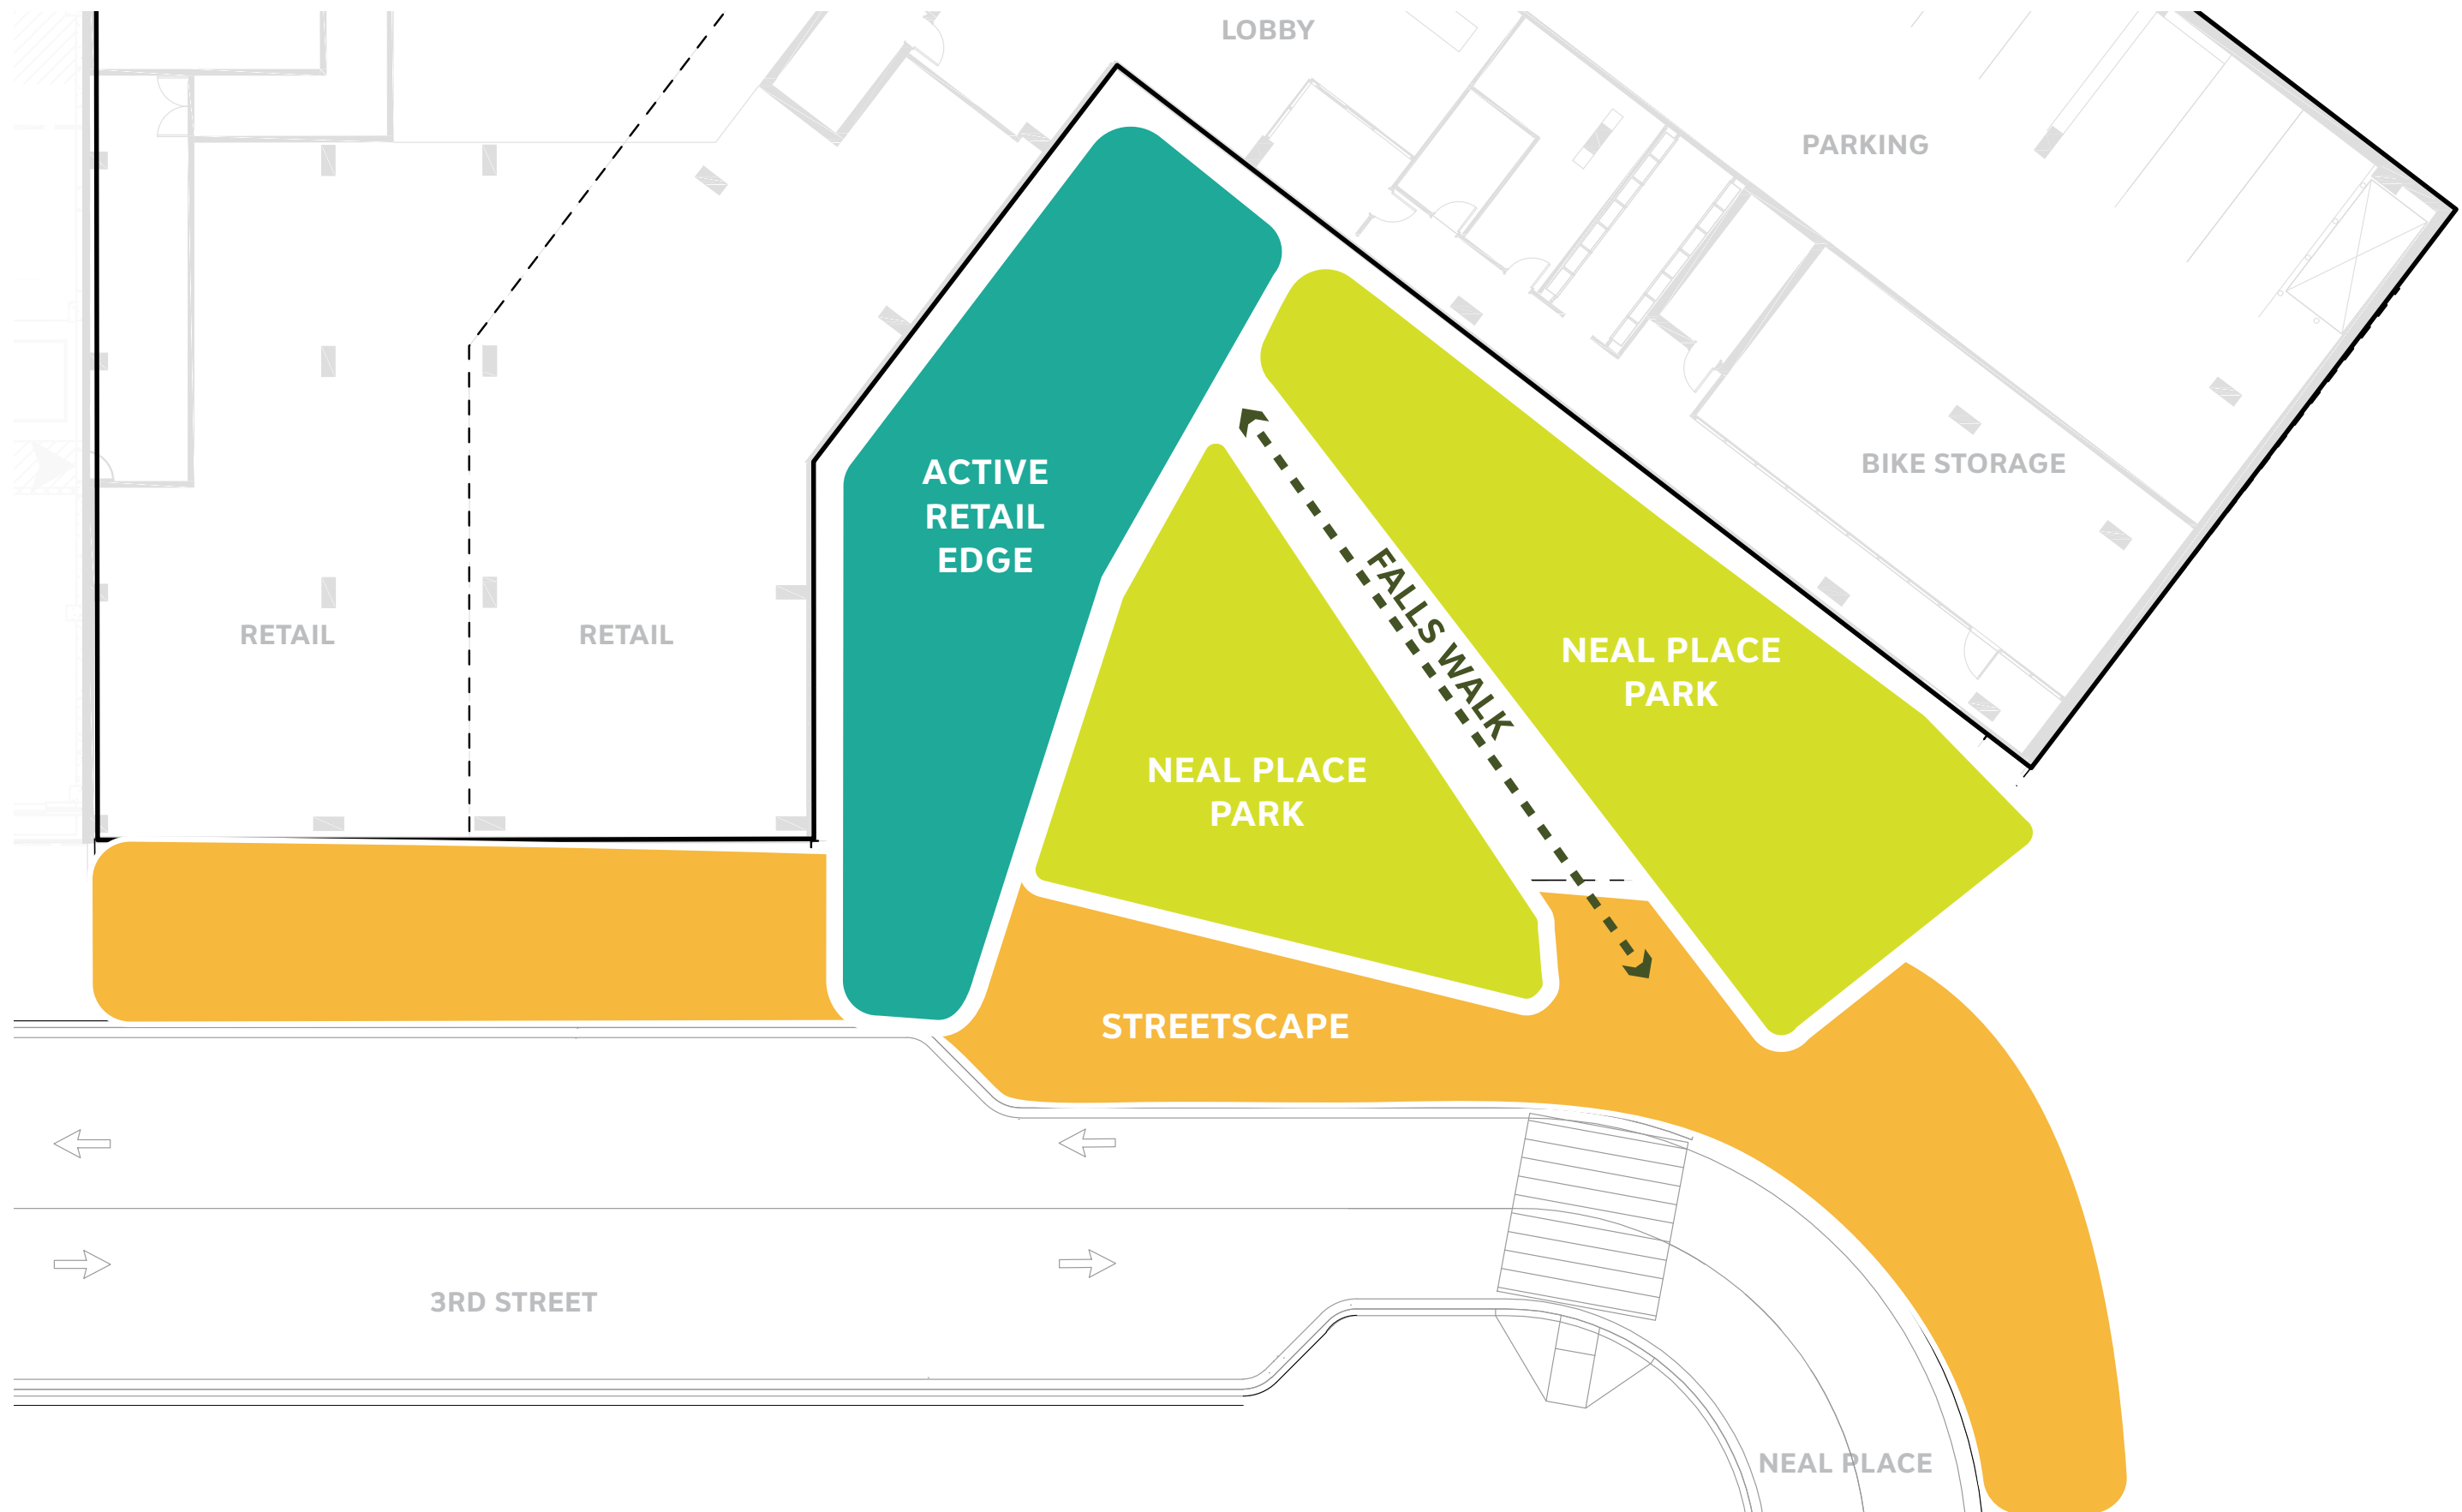 LOBBY
PARKING
BIKE STORAGE
ACTIVE
RETAIL
EDGE
RETAIL
RETAIL
FALLS WALK
NEAL PLACE
PARK
NEAL PLACE
PARK
STREETSCAPE
3RD STREET
NEAL PLACE